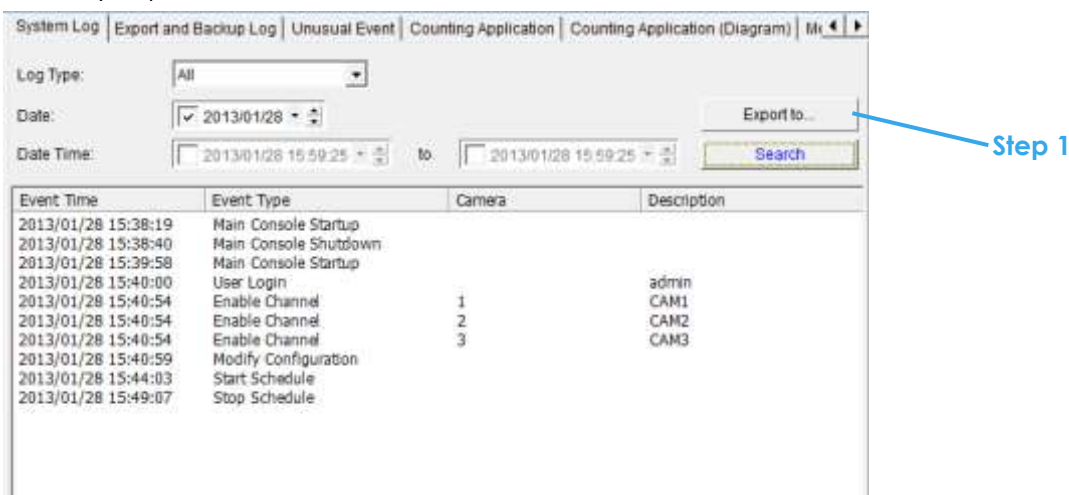 System Log Export and Backup Log Unusual Event Counting Application Counting Application (Diagram)
Log Type: All
Date: 2013/01/28 Export to...
Date Time: 2013/01/28 15:59:25 to 2013/01/28 15:59:25 Search
Step 1
Event Time Event Type Camera Description
2013/01/28 15:38:19 Main Console Startup
2013/01/28 15:38:40 Main Console Shutdown
2013/01/28 15:39:58 Main Console Startup
2013/01/28 15:40:00 User Login admin
2013/01/28 15:40:54 Enable Channel 1 CAM1
2013/01/28 15:40:54 Enable Channel 2 CAM2
2013/01/28 15:40:54 Enable Channel 3 CAM3
2013/01/28 15:40:59 Modify Configuration
2013/01/28 15:44:03 Start Schedule
2013/01/28 15:49:07 Stop Schedule